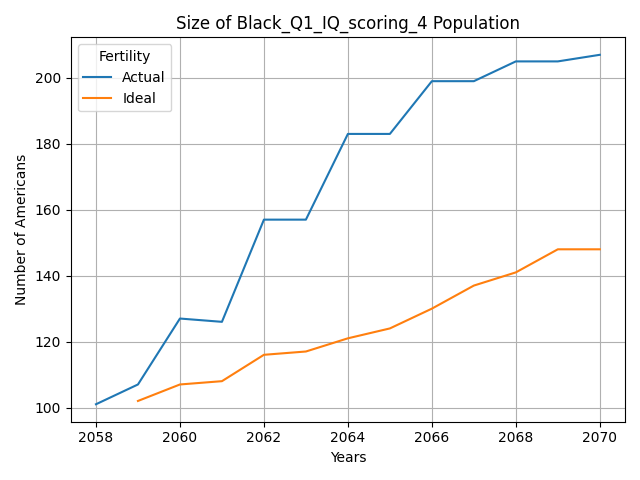 Size of Black_Q1_IQ_scoring_4 Population
Fertility
Actual
Ideal
Number of Americans
200
180
160
140
120
100
2058 2060 2062 2064 2066 2068 2070
Years